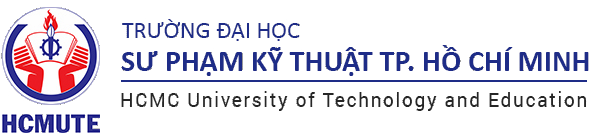 TRƯỜNG ĐẠI HỌC
SƯ PHẠM KỸ THUẬT TP. HỒ CHÍ MINH
HCMC University of Technology and Education
HCMUTE